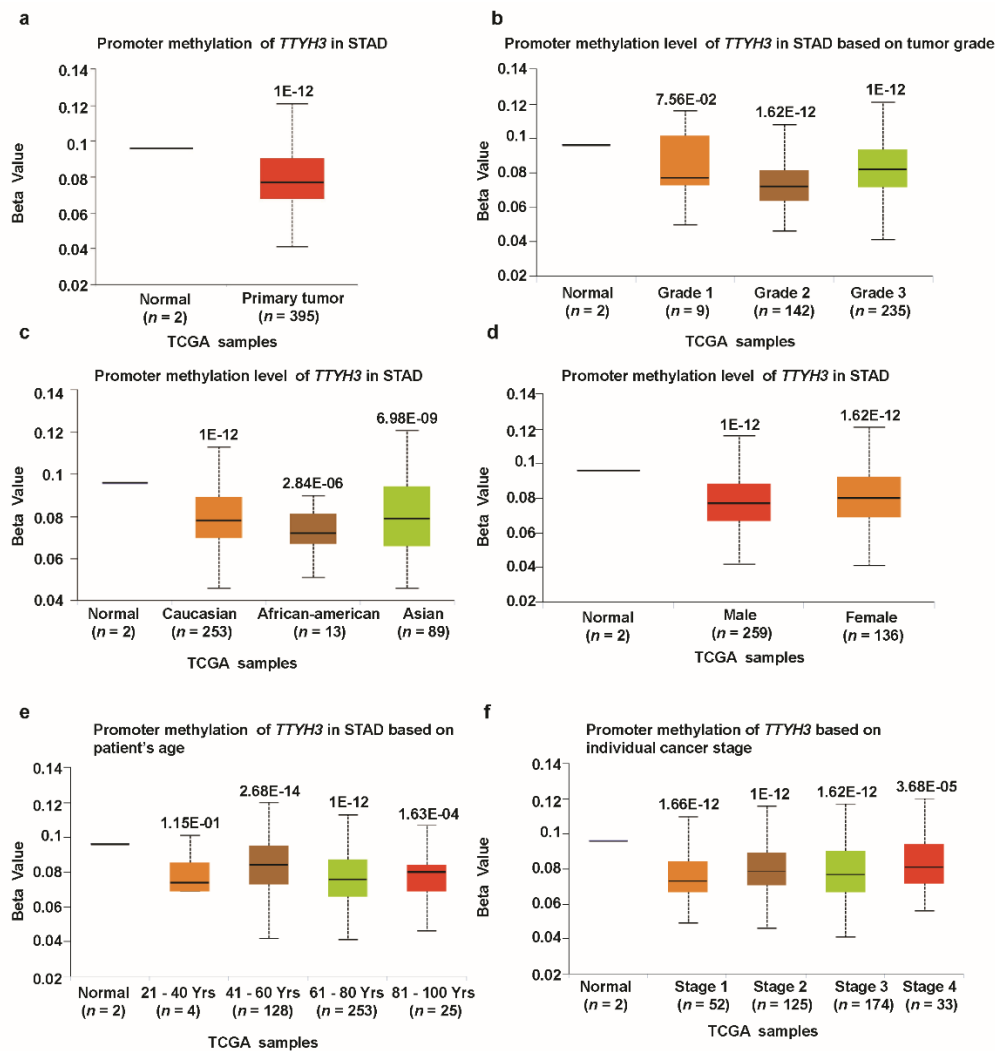 a
Promoter methylation of TTYH3 in STAD
0.14
0.12
0.1
0.08
0.06
0.04
0.02
Beta Value
1E-12
Normal
(n = 2)
Primary tumor
(n = 395)
TCGA samples
b
Promoter methylation level of TTYH3 in STAD based on tumor grade
0.14
0.12
0.1
0.08
0.06
0.04
0.02
Beta Value
7.56E-02
1.62E-12
1E-12
Normal
(n = 2)
Grade 1
(n = 9)
Grade 2
(n = 142)
Grade 3
(n = 235)
TCGA samples
c
Promoter methylation level of TTYH3 in STAD
0.14
0.12
0.1
0.08
0.06
0.04
Beta Value
1E-12
2.84E-06
6.98E-09
Normal
(n = 2)
Caucasian
(n = 253)
African-american
(n = 13)
Asian
(n = 89)
TCGA samples
d
Promoter methylation level of TTYH3 in STAD
0.14
0.12
0.1
0.08
0.06
0.04
0.02
Beta Value
1E-12
1.62E-12
Normal
(n = 2)
Male
(n = 259)
Female
(n = 136)
TCGA samples
e
Promoter methylation of TTYH3 in STAD based on
patient's age
0.14
0.12
0.1
0.08
0.06
0.04
0.02
Beta Value
1.15E-01
2.68E-14
1E-12
1.63E-04
Normal
(n = 2)
21 - 40 Yrs
(n = 4)
41 - 60 Yrs
(n = 128)
61 - 80 Yrs
(n = 253)
81 - 100 Yrs
(n = 25)
TCGA samples
f
Promoter methylation of TTYH3 based on
individual cancer stage
0.14
0.12
0.1
0.08
0.06
0.04
0.02
Beta Value
1.66E-12
1E-12
1.62E-12
3.68E-05
Normal
(n = 2)
Stage 1
(n = 52)
Stage 2
(n = 125)
Stage 3
(n = 174)
Stage 4
(n = 33)
TCGA samples